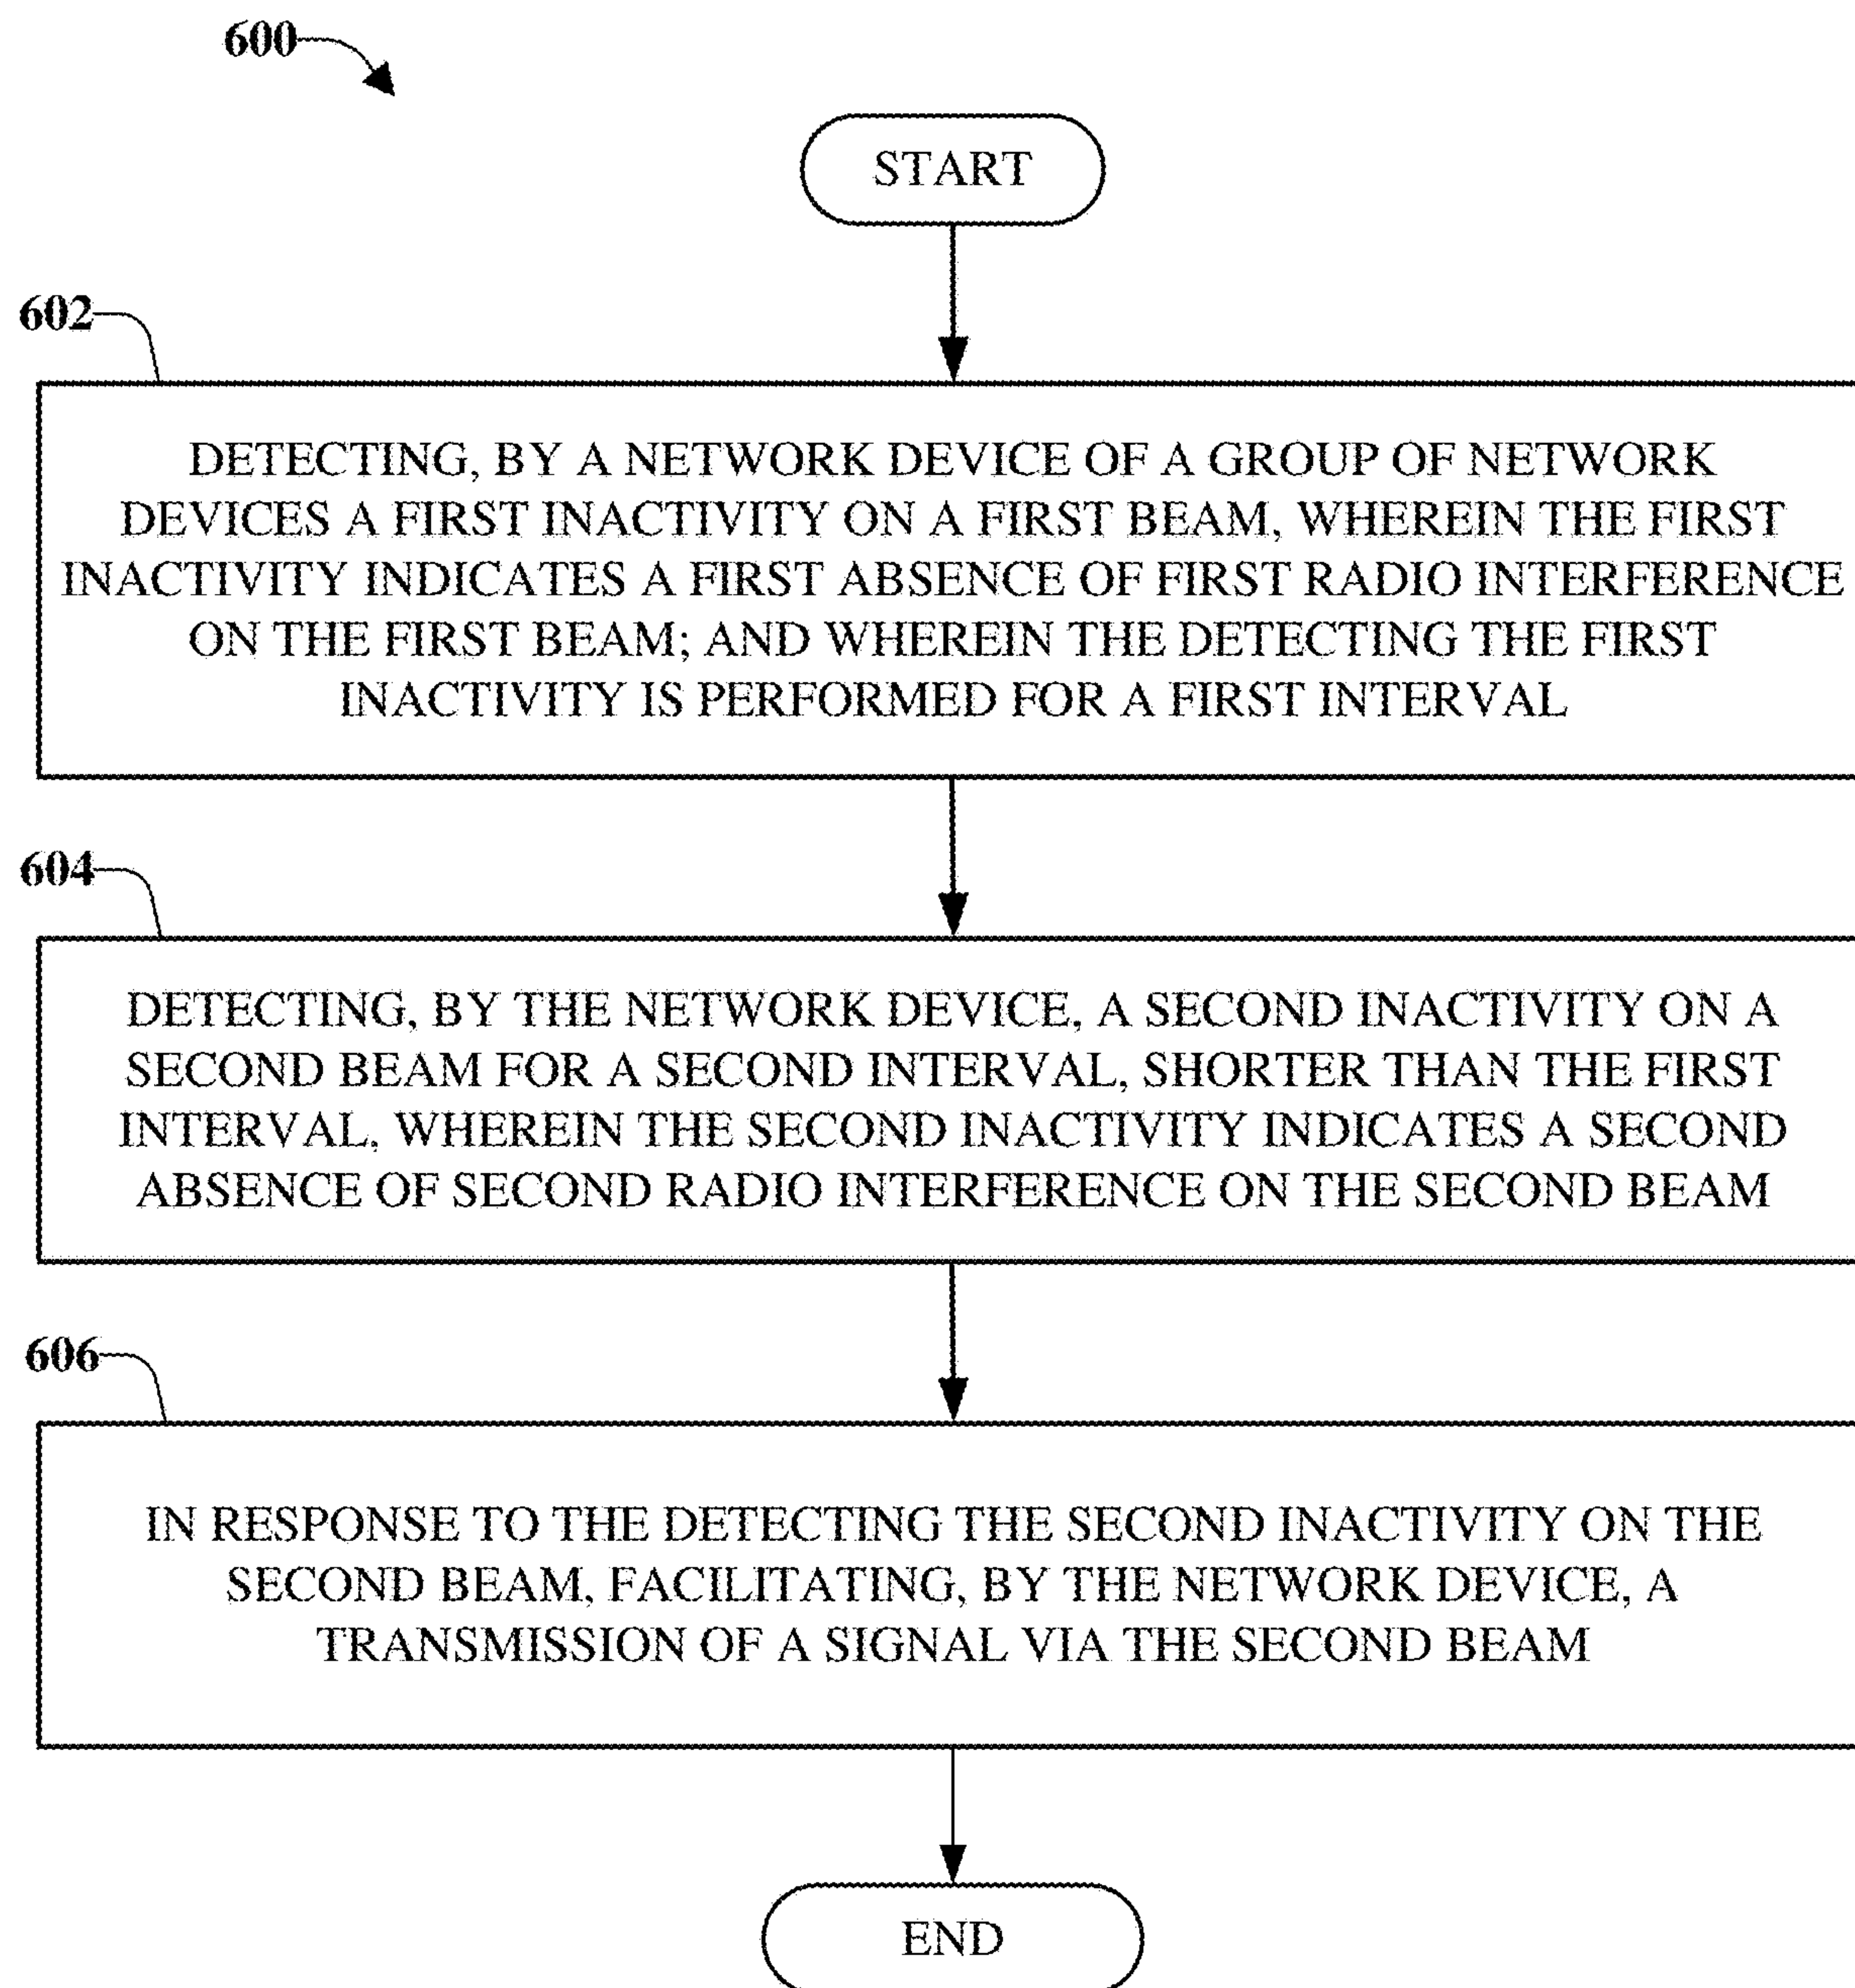 600
START
602
DETECTING, BY A NETWORK DEVICE OF A GROUP OF NETWORK
DEVICES A FIRST INACTIVITY ON A FIRST BEAM, WHEREIN THE FIRST
INACTIVITY INDICATES A FIRST ABSENCE OF FIRST RADIO INTERFERENCE
ON THE FIRST BEAM; AND WHEREIN THE DETECTING THE FIRST
INACTIVITY IS PERFORMED FOR A FIRST INTERVAL
604
DETECTING, BY THE NETWORK DEVICE, A SECOND INACTIVITY ON A
SECOND BEAM FOR A SECOND INTERVAL, SHORTER THAN THE FIRST
INTERVAL, WHEREIN THE SECOND INACTIVITY INDICATES A SECOND
ABSENCE OF SECOND RADIO INTERFERENCE ON THE SECOND BEAM
606
IN RESPONSE TO THE DETECTING THE SECOND INACTIVITY ON THE
SECOND BEAM, FACILITATING, BY THE NETWORK DEVICE, A
TRANSMISSION OF A SIGNAL VIA THE SECOND BEAM
END